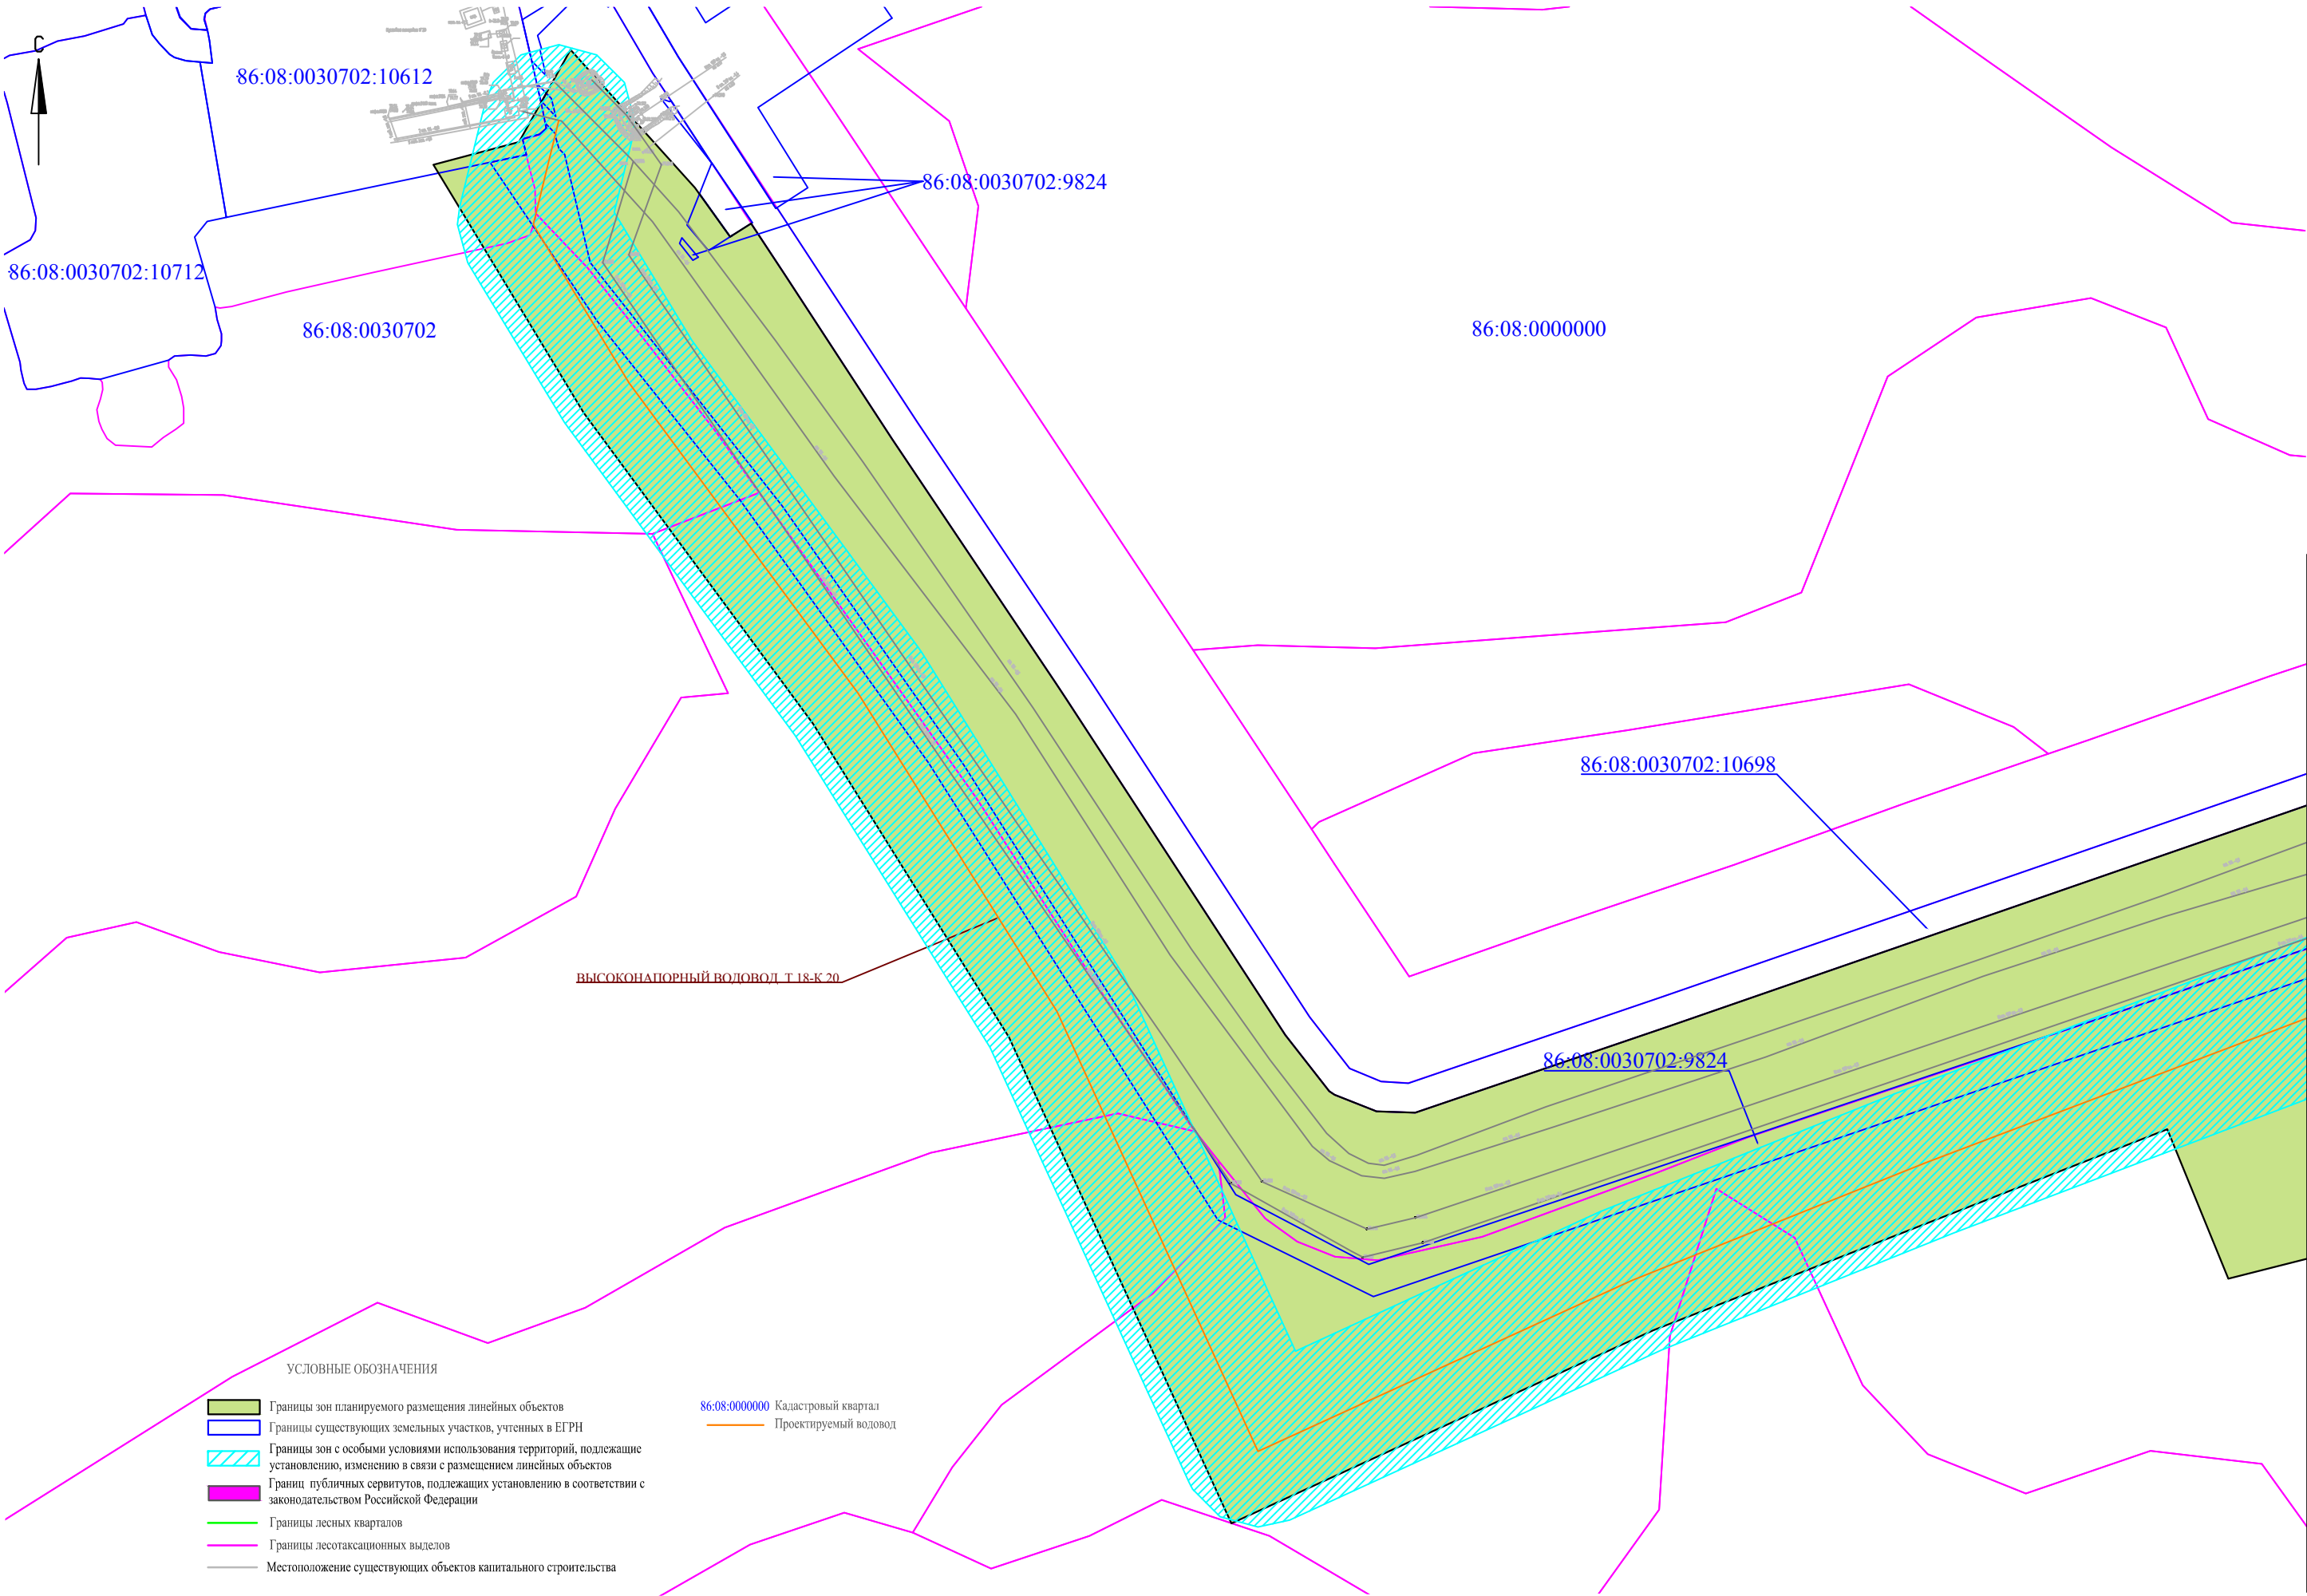 С
86:08:0030702:10612
86:08:0030702:9824
86:08:0030702:10712
86:08:0030702
86:08:0000000
86:08:0030702:10698
ВЫСОКОНАПОРНЫЙ ВОДОВОД Т.18-К.20
86:08:0030702:9824
УСЛОВНЫЕ ОБОЗНАЧЕНИЯ
Границы зон планируемого размещения линейных объектов
Границы существующих земельных участков, учтенных в ЕГРН
Границы зон с особыми условиями использования территорий, подлежащие
установлению, изменению в связи с размещением линейных объектов
Границ публичных сервитутов, подлежащих установлению в соответствии с
законодательством Российской Федерации
Границы лесных кварталов
Границы лесотаксационных выделов
Местоположение существующих объектов капитального строительства
86:08:0000000 Кадастровый квартал
Проектируемый водовод